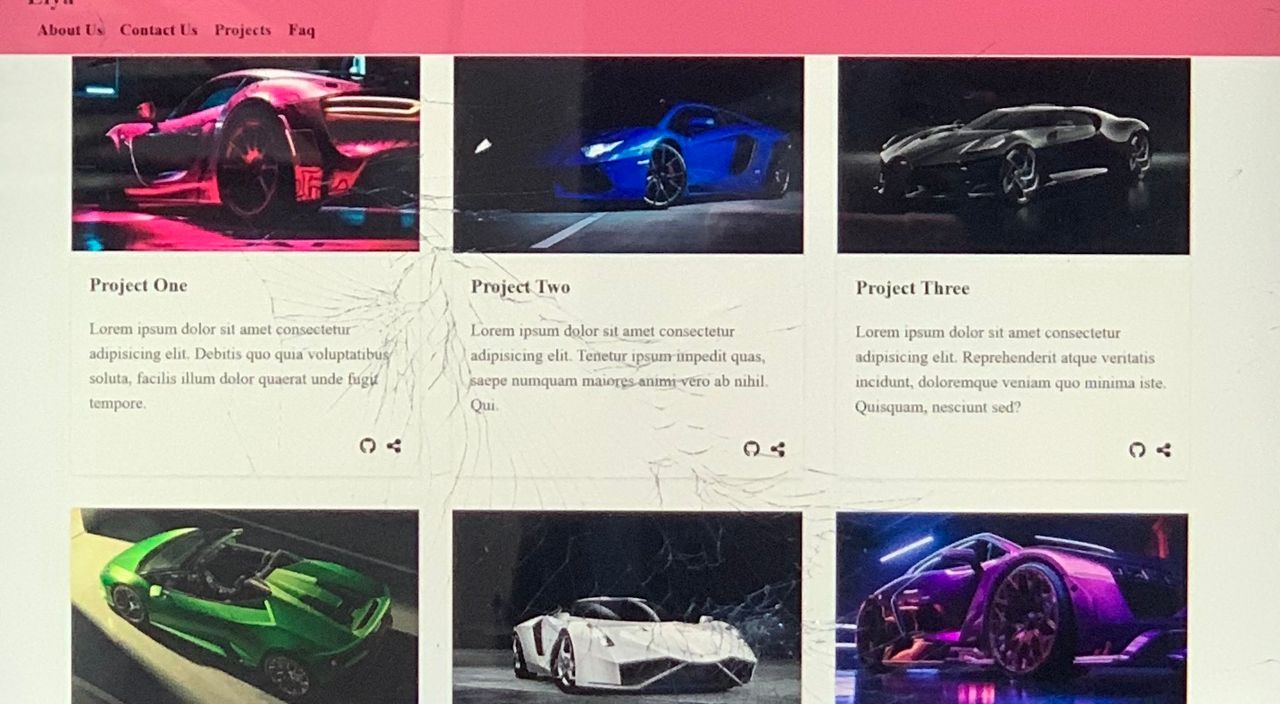 About Us Contact Us Projects Faq
Project One
Lorem ipsum dolor sit amet consectetur
adipisicing elit. Debitis quo quia voluptatibus
soluta, facilis illum dolor quaerat unde fugit
tempore.
Project Two
Lorem ipsum dolor sit amet consectetur
adipisicing elit. Tenetur ipsum impedit quas,
saepe numquam maiores animi vero ab nihil.
Qui.
Project Three
Lorem ipsum dolor sit amet consectetur
adipisicing elit. Reprehenderit atque veritatis
incidunt, doloremque veniam quo minima iste.
Quisquam, nesciunt sed?